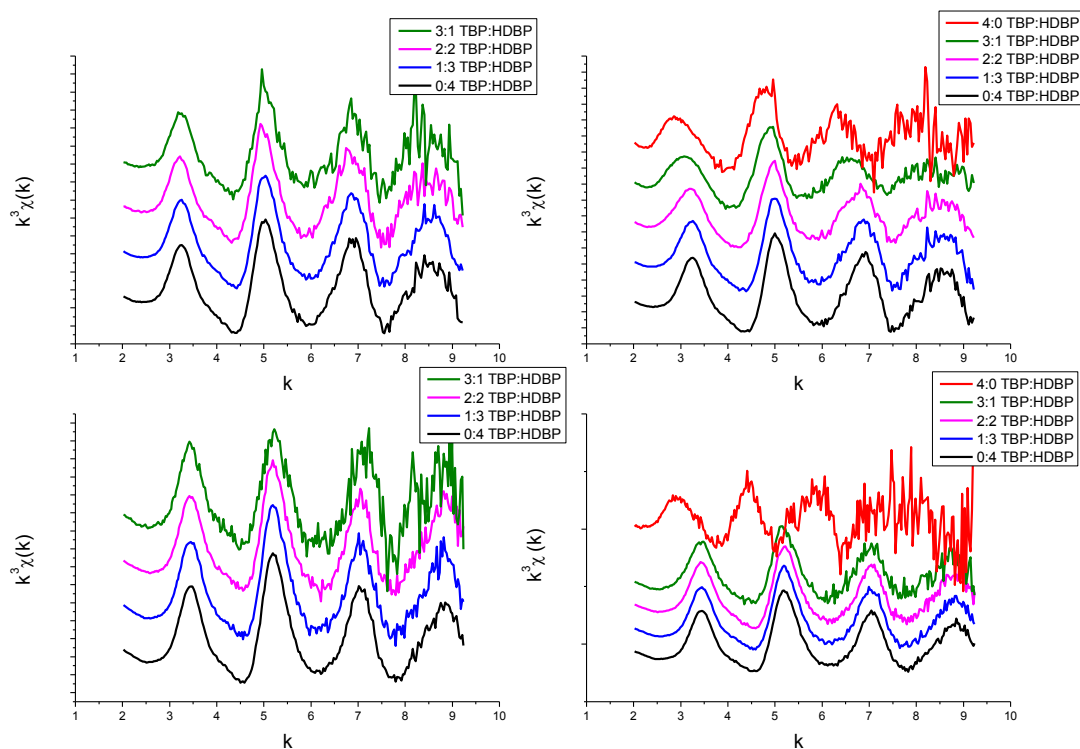 3:1 TBP:HDBP
2:2 TBP:HDBP
1:3 TBP:HDBP
0:4 TBP:HDBP
k³χ(k)
1 2 3 4 5 6 7 8 9 10
k
4:0 TBP:HDBP
3:1 TBP:HDBP
2:2 TBP:HDBP
1:3 TBP:HDBP
0:4 TBP:HDBP
k³χ(k)
1 2 3 4 5 6 7 8 9 10
k
3:1 TBP:HDBP
2:2 TBP:HDBP
1:3 TBP:HDBP
0:4 TBP:HDBP
k³χ(k)
1 2 3 4 5 6 7 8 9 10
k
4:0 TBP:HDBP
3:1 TBP:HDBP
2:2 TBP:HDBP
1:3 TBP:HDBP
0:4 TBP:HDBP
k³χ (k)
1 2 3 4 5 6 7 8 9 10
k